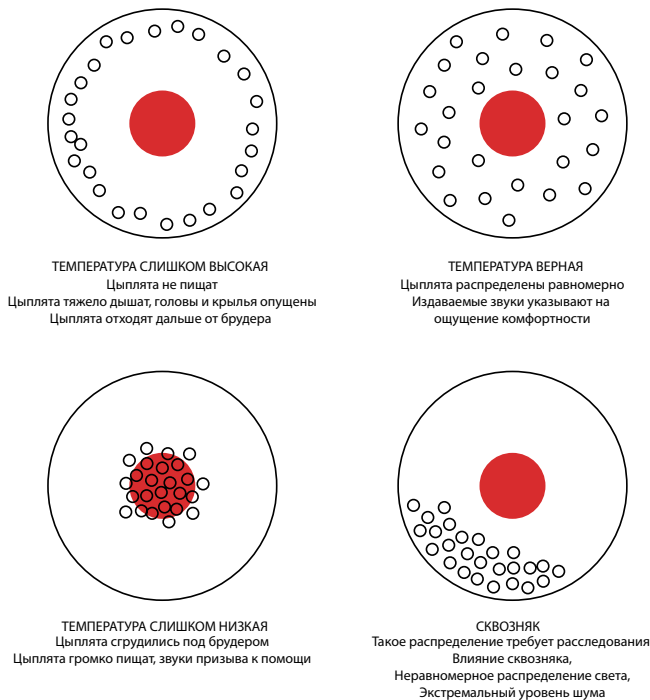 ТЕМПЕРАТУРА СЛИШКОМ ВЫСОКАЯ
Цыплята не пищат
Цыплята тяжело дышат, головы и крылья опущены
Цыплята отходят дальше от брудера
ТЕМПЕРАТУРА ВЕРНАЯ
Цыплята распределены равномерно
Издаваемые звуки указывают на
ощущение комфортности
ТЕМПЕРАТУРА СЛИШКОМ НИЗКАЯ
Цыплята сгрудились под брудером
Цыплята громко пищат, звуки призыва к помощи
СКВОЗНЯК
Такое распределение требует расследования
Влияние сквозняка,
Неравномерное распределение света,
Экстремальный уровень шума